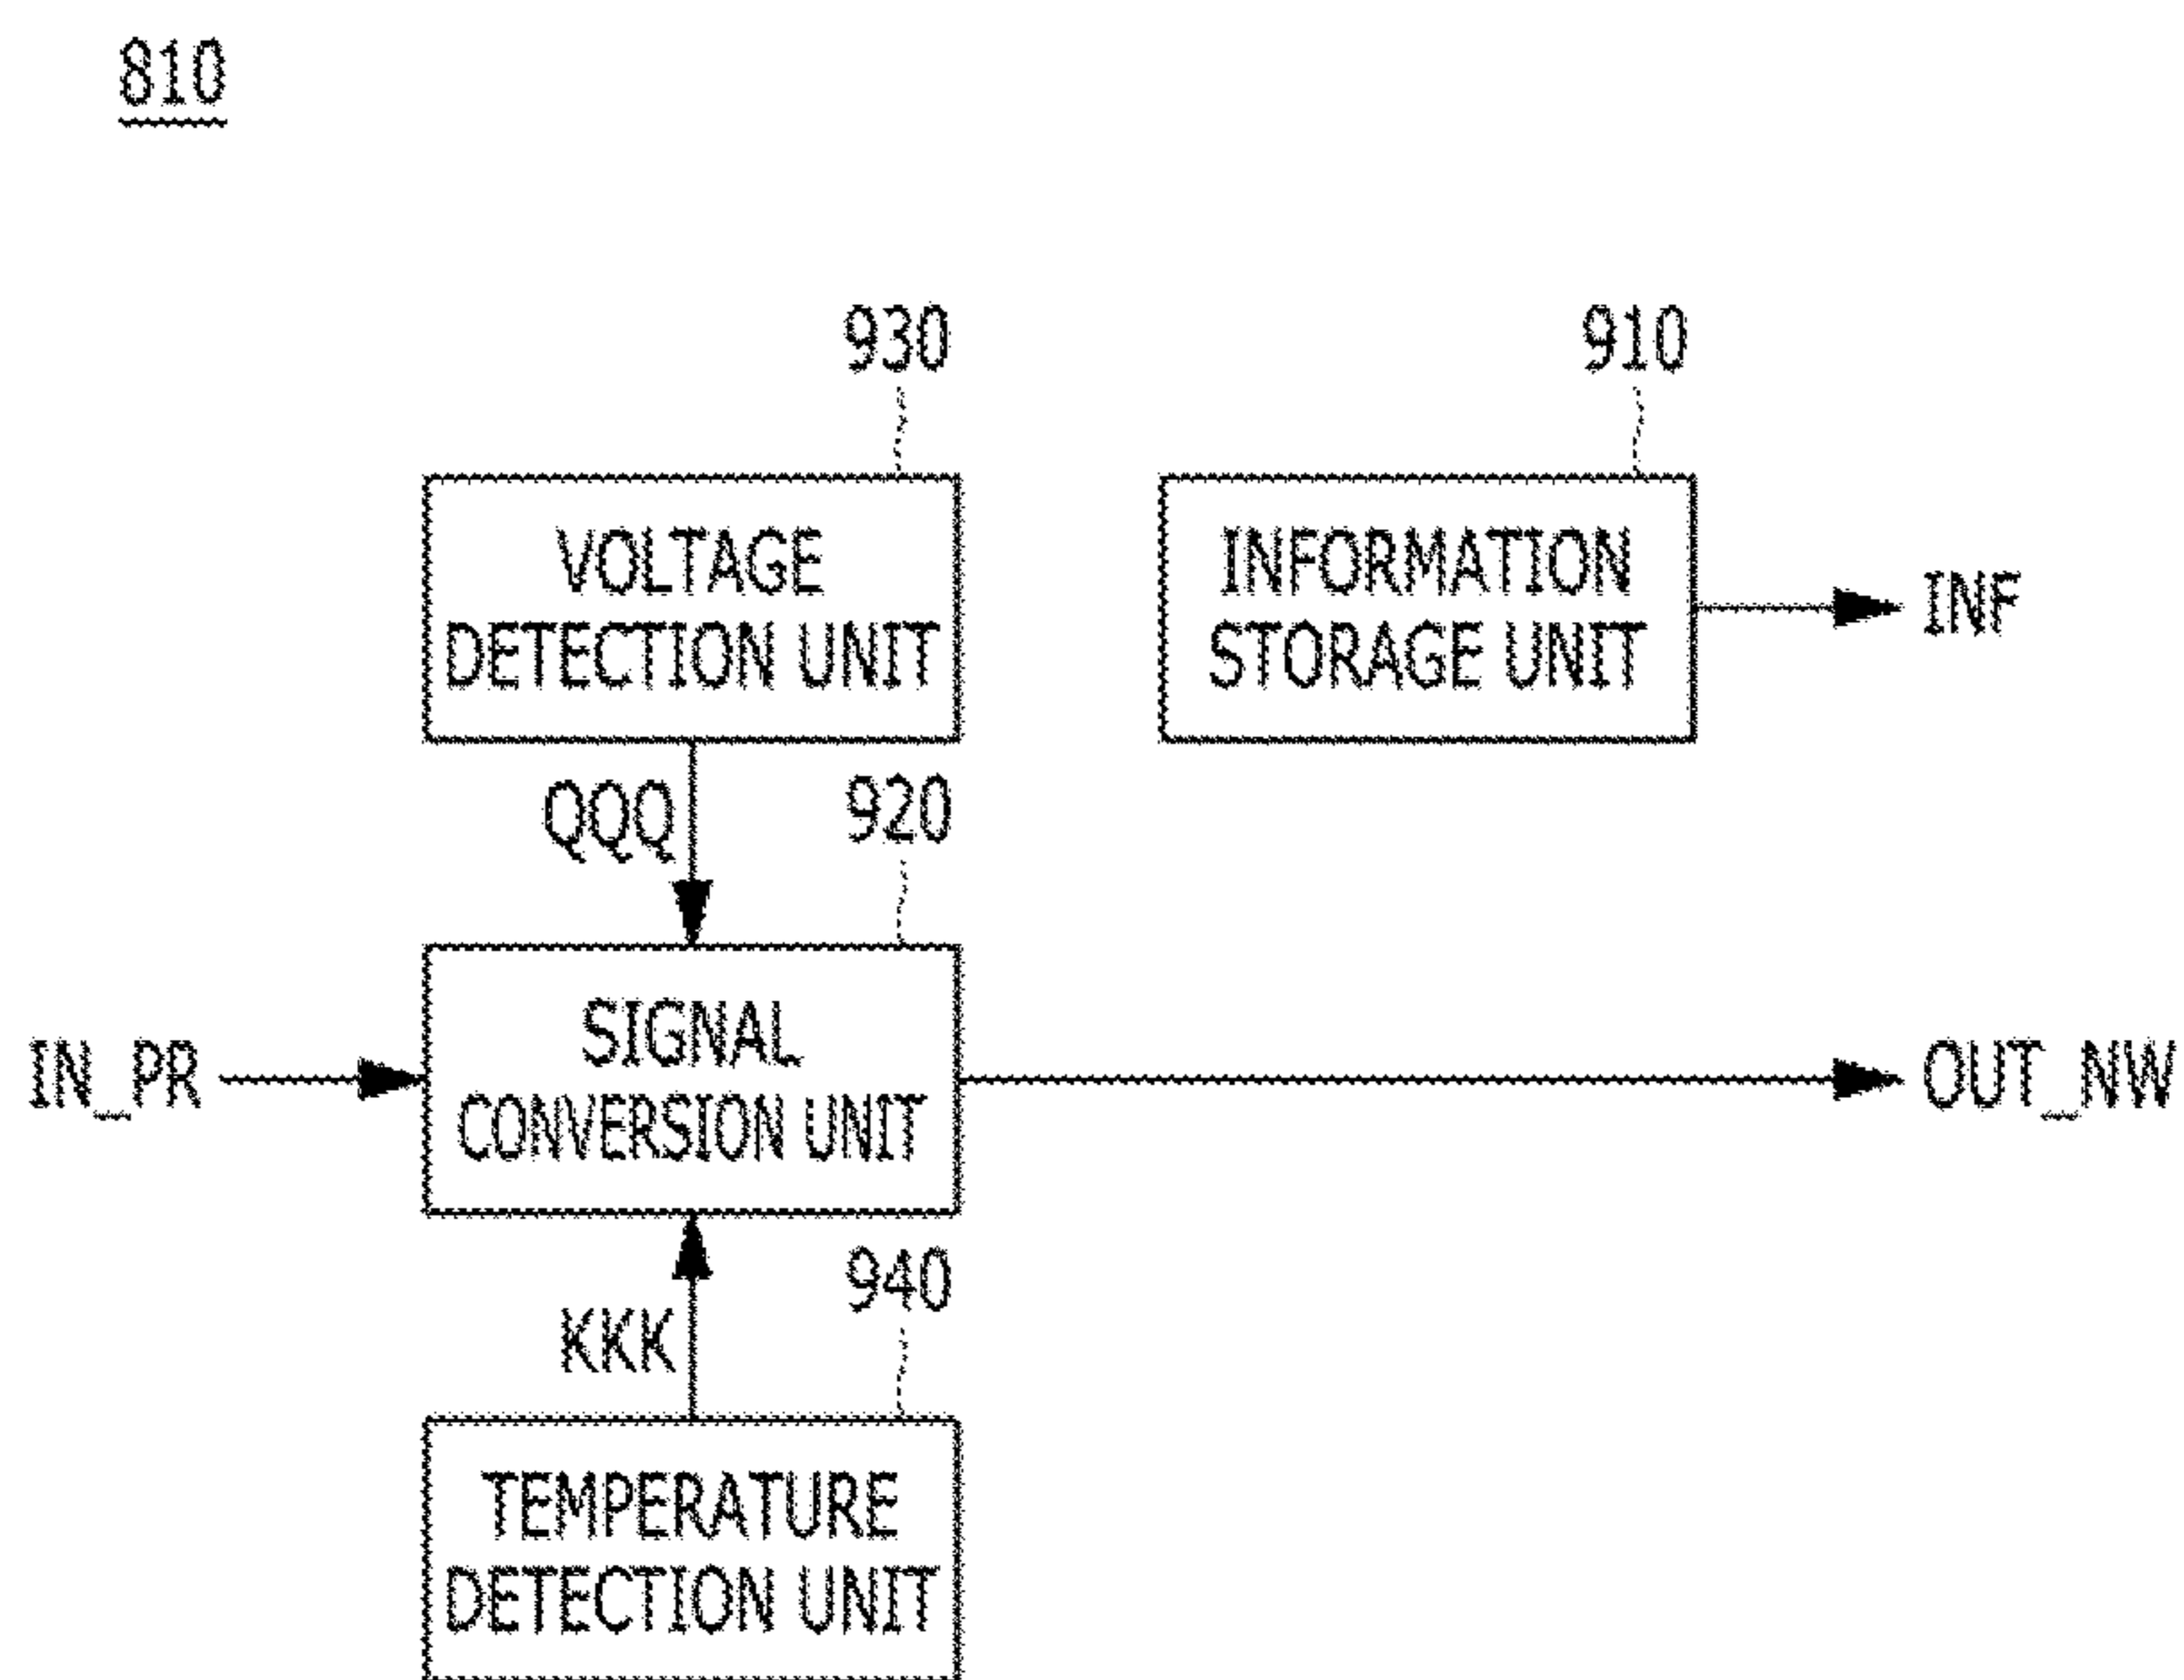 810
930
910
VOLTAGE
DETECTION UNIT
INFORMATION
STORAGE UNIT
INF
QQQ
920
IN_PR
SIGNAL
CONVERSION UNIT
OUT_NW
KKK
940
TEMPERATURE
DETECTION UNIT